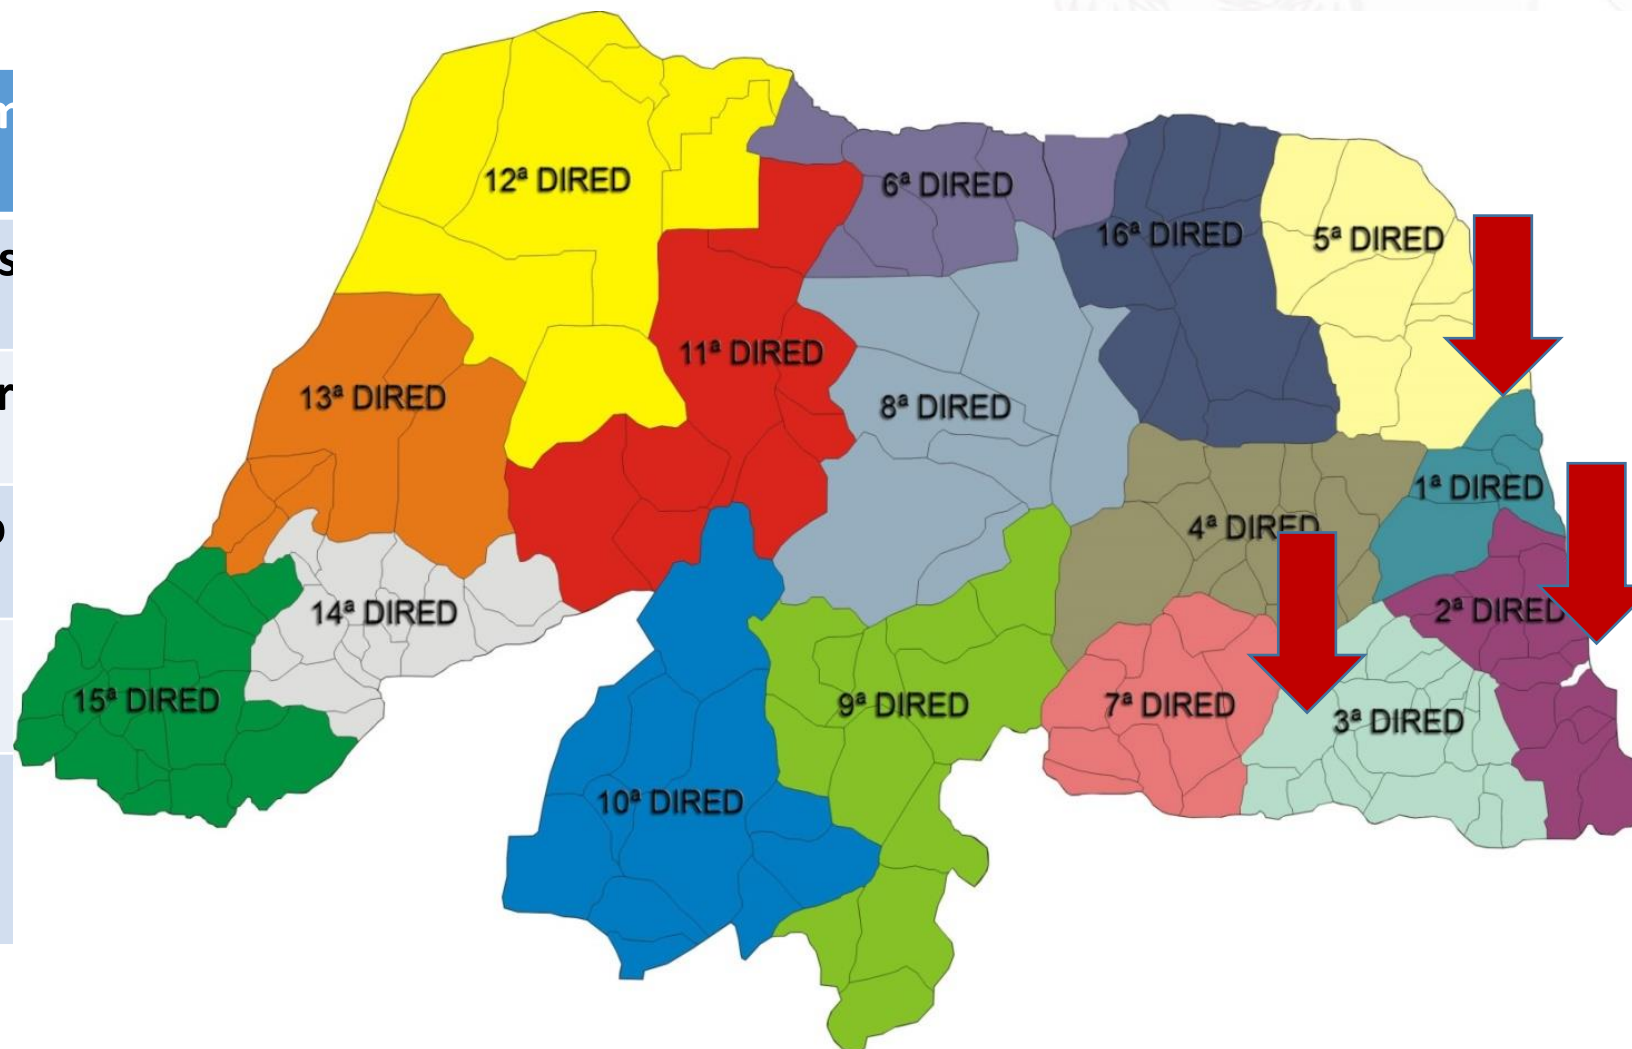 12ª DIRED
6ª DIRED
16ª DIRED
5ª DIRED
11ª DIRED
13ª DIRED
8ª DIRED
1ª DIRED
4ª DIRED
14ª DIRED
2ª DIRED
15ª DIRED
9ª DIRED
7ª DIRED
3ª DIRED
10ª DIRED